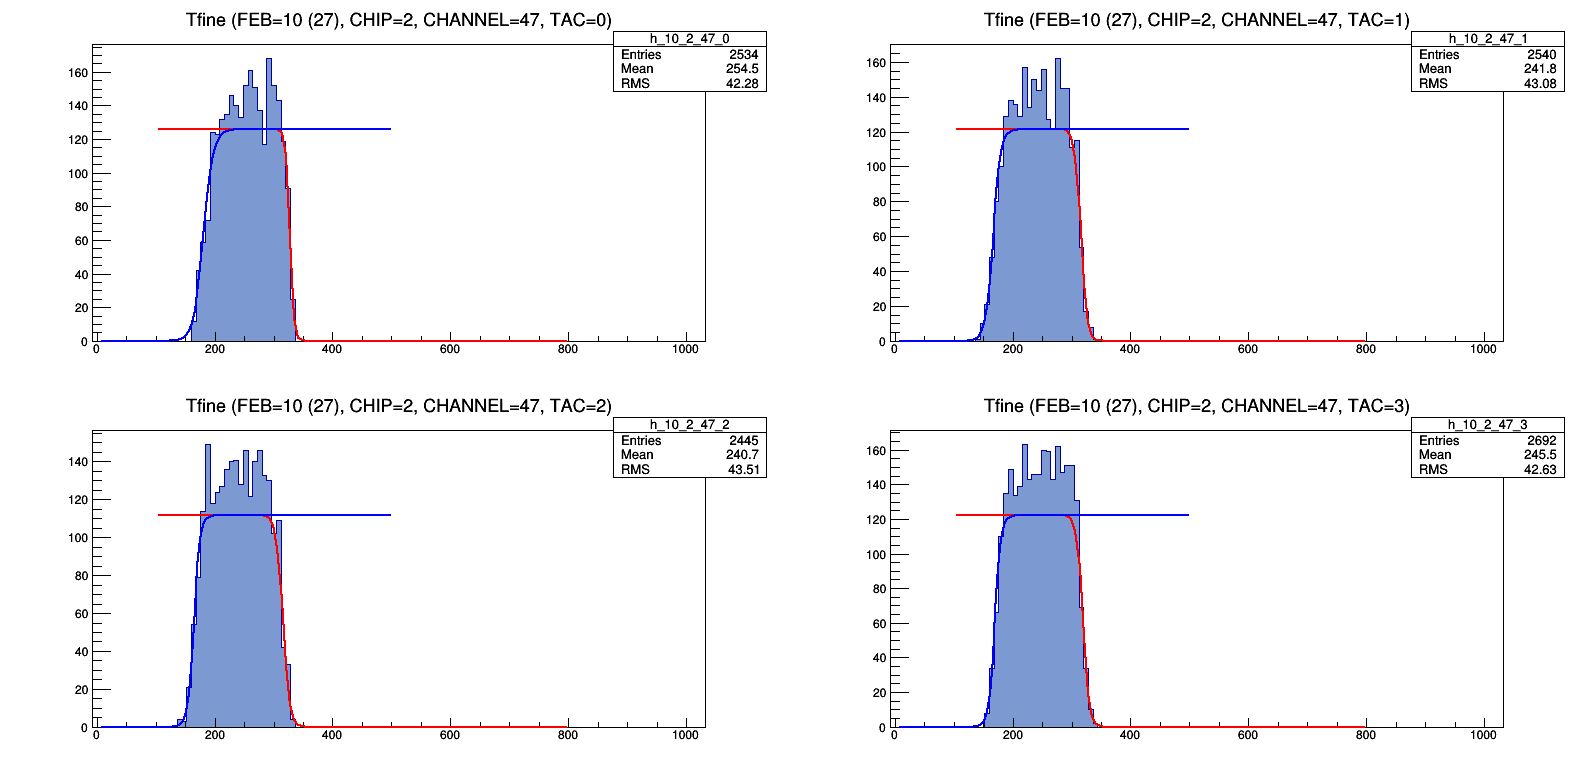 Tfine (FEB=10 (27), CHIP=2, CHANNEL=47, TAC=0)
h_10_2_47_0
Entries 2534
Mean 254.5
RMS 42.28
160
140
120
100
80
60
40
20
0
0 200 400 600 800 1000
Tfine (FEB=10 (27), CHIP=2, CHANNEL=47, TAC=1)
h_10_2_47_1
Entries 2540
Mean 241.8
RMS 43.08
160
140
120
100
80
60
40
20
0
0 200 400 600 800 1000
Tfine (FEB=10 (27), CHIP=2, CHANNEL=47, TAC=2)
h_10_2_47_2
Entries 2445
Mean 240.7
RMS 43.51
140
120
100
80
60
40
20
0
0 200 400 600 800 1000
Tfine (FEB=10 (27), CHIP=2, CHANNEL=47, TAC=3)
h_10_2_47_3
Entries 2692
Mean 245.5
RMS 42.63
160
140
120
100
80
60
40
20
0
0 200 400 600 800 1000